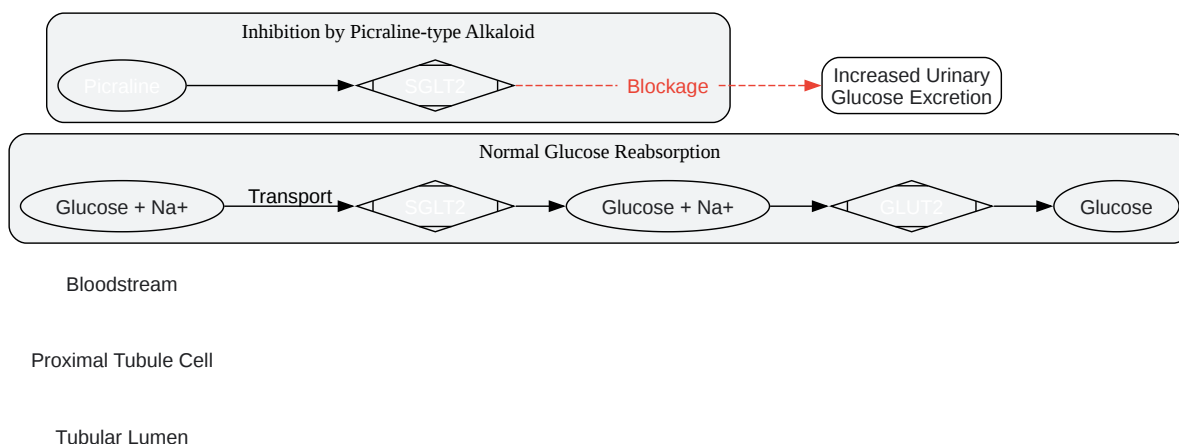 Inhibition by Picraline-type Alkaloid
Picraline
SGLT2
Blockage
Increased Urinary
Glucose Excretion
Normal Glucose Reabsorption
Glucose + Na+
Transport
SGLT2
Glucose + Na+
GLUT2
Glucose
Bloodstream
Proximal Tubule Cell
Tubular Lumen